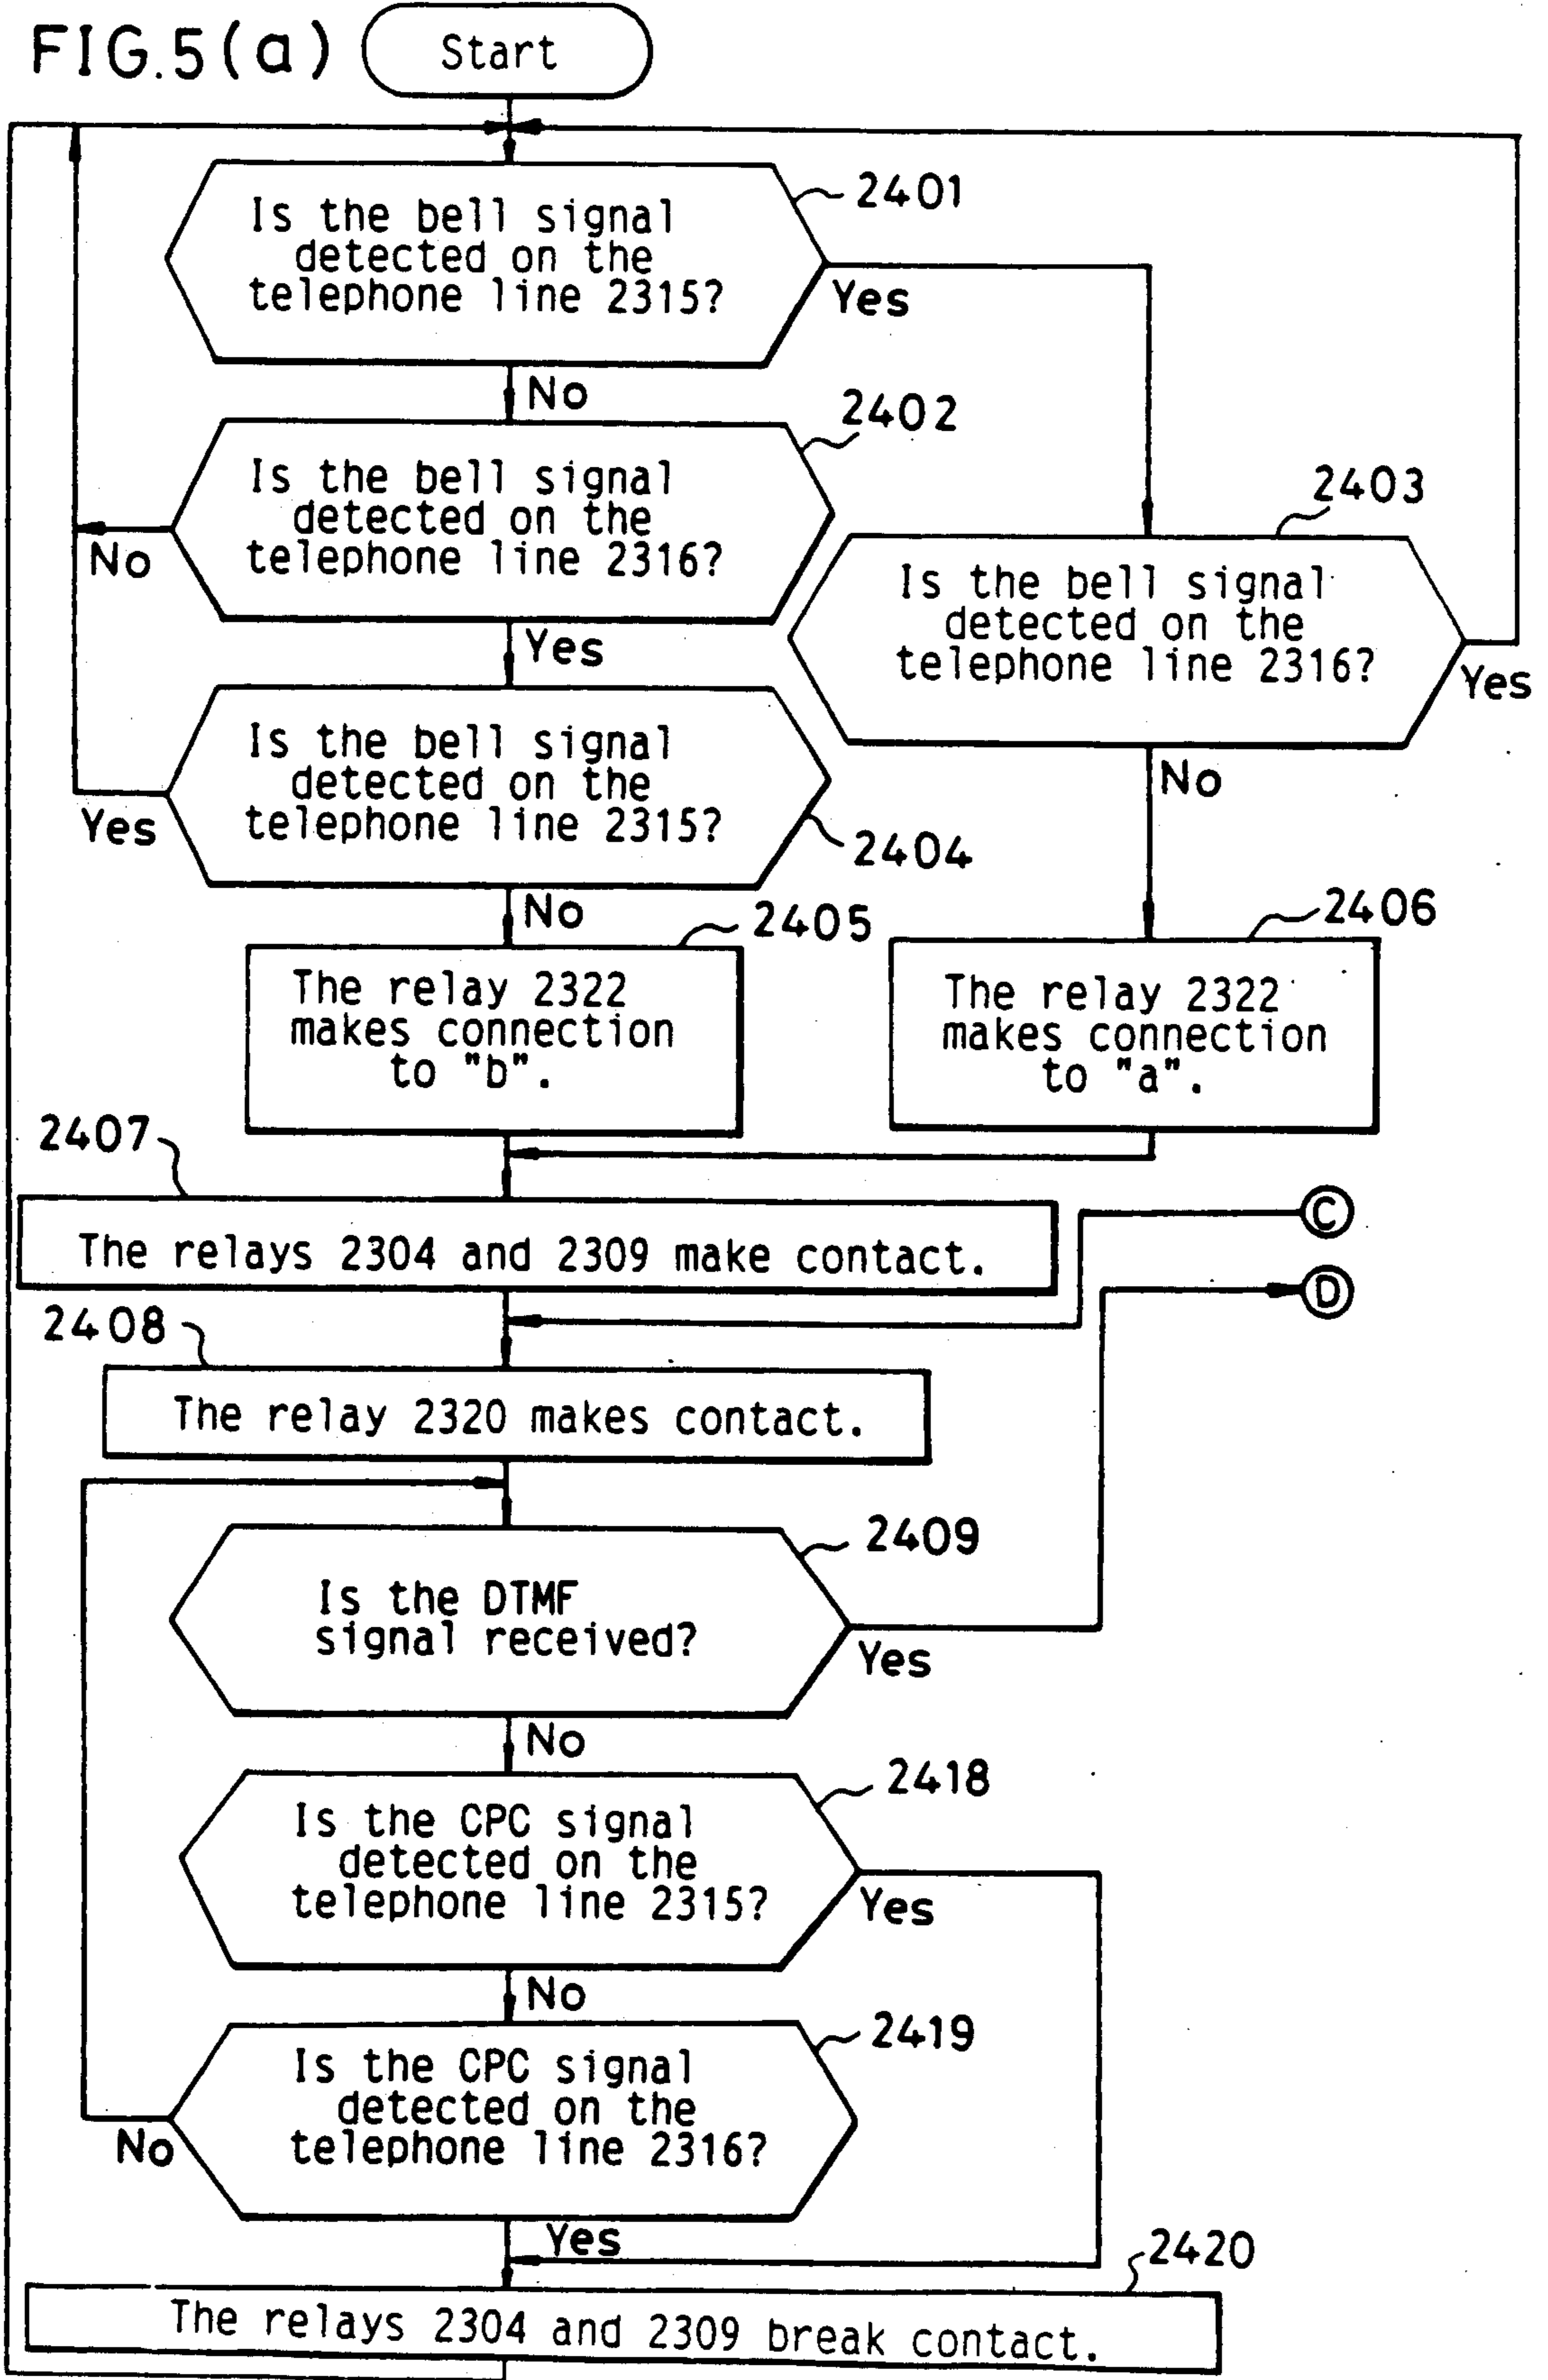 FIG.5(a)
Start
2401
Is the bell signal
detected on the
telephone line 2315?
Yes
No
2402
Is the bell signal
detected on the
telephone line 2316?
No
Yes
2403
Is the bell signal
detected on the
telephone line 2316?
Yes
No
Is the bell signal
detected on the
telephone line 2315?
Yes
2404
No
2405
The relay 2322
makes connection
to "b".
2406
The relay 2322
makes connection
to "a".
2407
The relays 2304 and 2309 make contact.
C
D
2408
The relay 2320 makes contact.
2409
Is the DTMF
signal received?
Yes
No
2418
Is the CPC signal
detected on the
telephone line 2315?
Yes
No
2419
Is the CPC signal
detected on the
telephone line 2316?
No
Yes
2420
The relays 2304 and 2309 break contact.